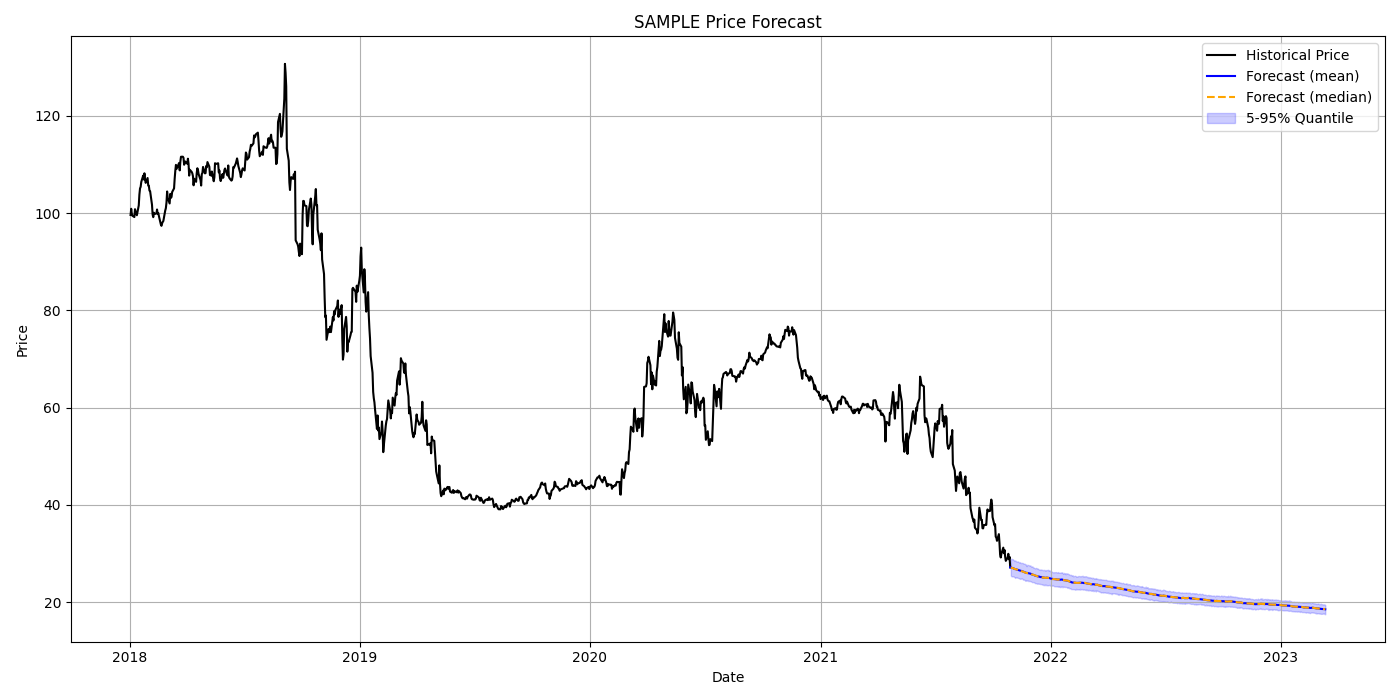 SAMPLE Price Forecast
Historical Price
Forecast (mean)
Forecast (median)
5-95% Quantile
Price
120
100
80
60
40
20
2018 2019 2020 2021 2022 2023
Date